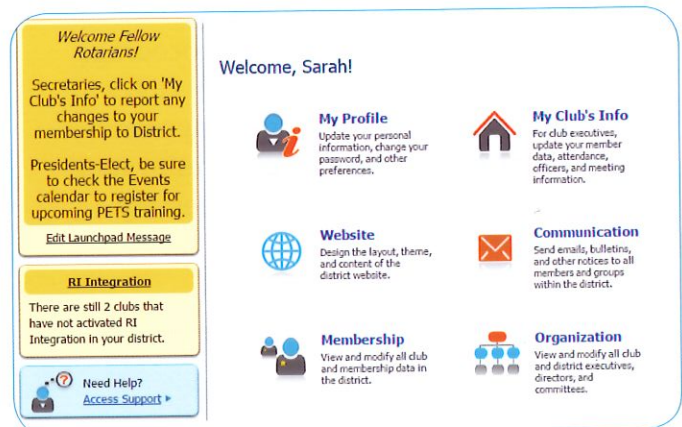 Welcome Fellow
Rotarians!
Secretaries, click on 'My
Club's Info' to report any
changes to your
membership to District.
Presidents-Elect, be sure
to check the Events
calendar to register for
upcoming PETS training.
Edit Launchpad Message
RI Integration
There are still 2 clubs that
have not activated RI
Integration in your district.
Need Help?
Access Support
Welcome, Sarah!
My Profile
Update your personal
information, change your
password, and other
preferences.
My Club's Info
For club executives,
update your member
data, attendance,
officers, and meeting
information.
Website
Design the layout, theme,
and content of the
district website.
Communication
Send emails, bulletins,
and other notices to all
members and groups
within the district.
Membership
View and modify all club
and membership data in
the district.
Organization
View and modify all club
and district executives,
directors, and
committees.